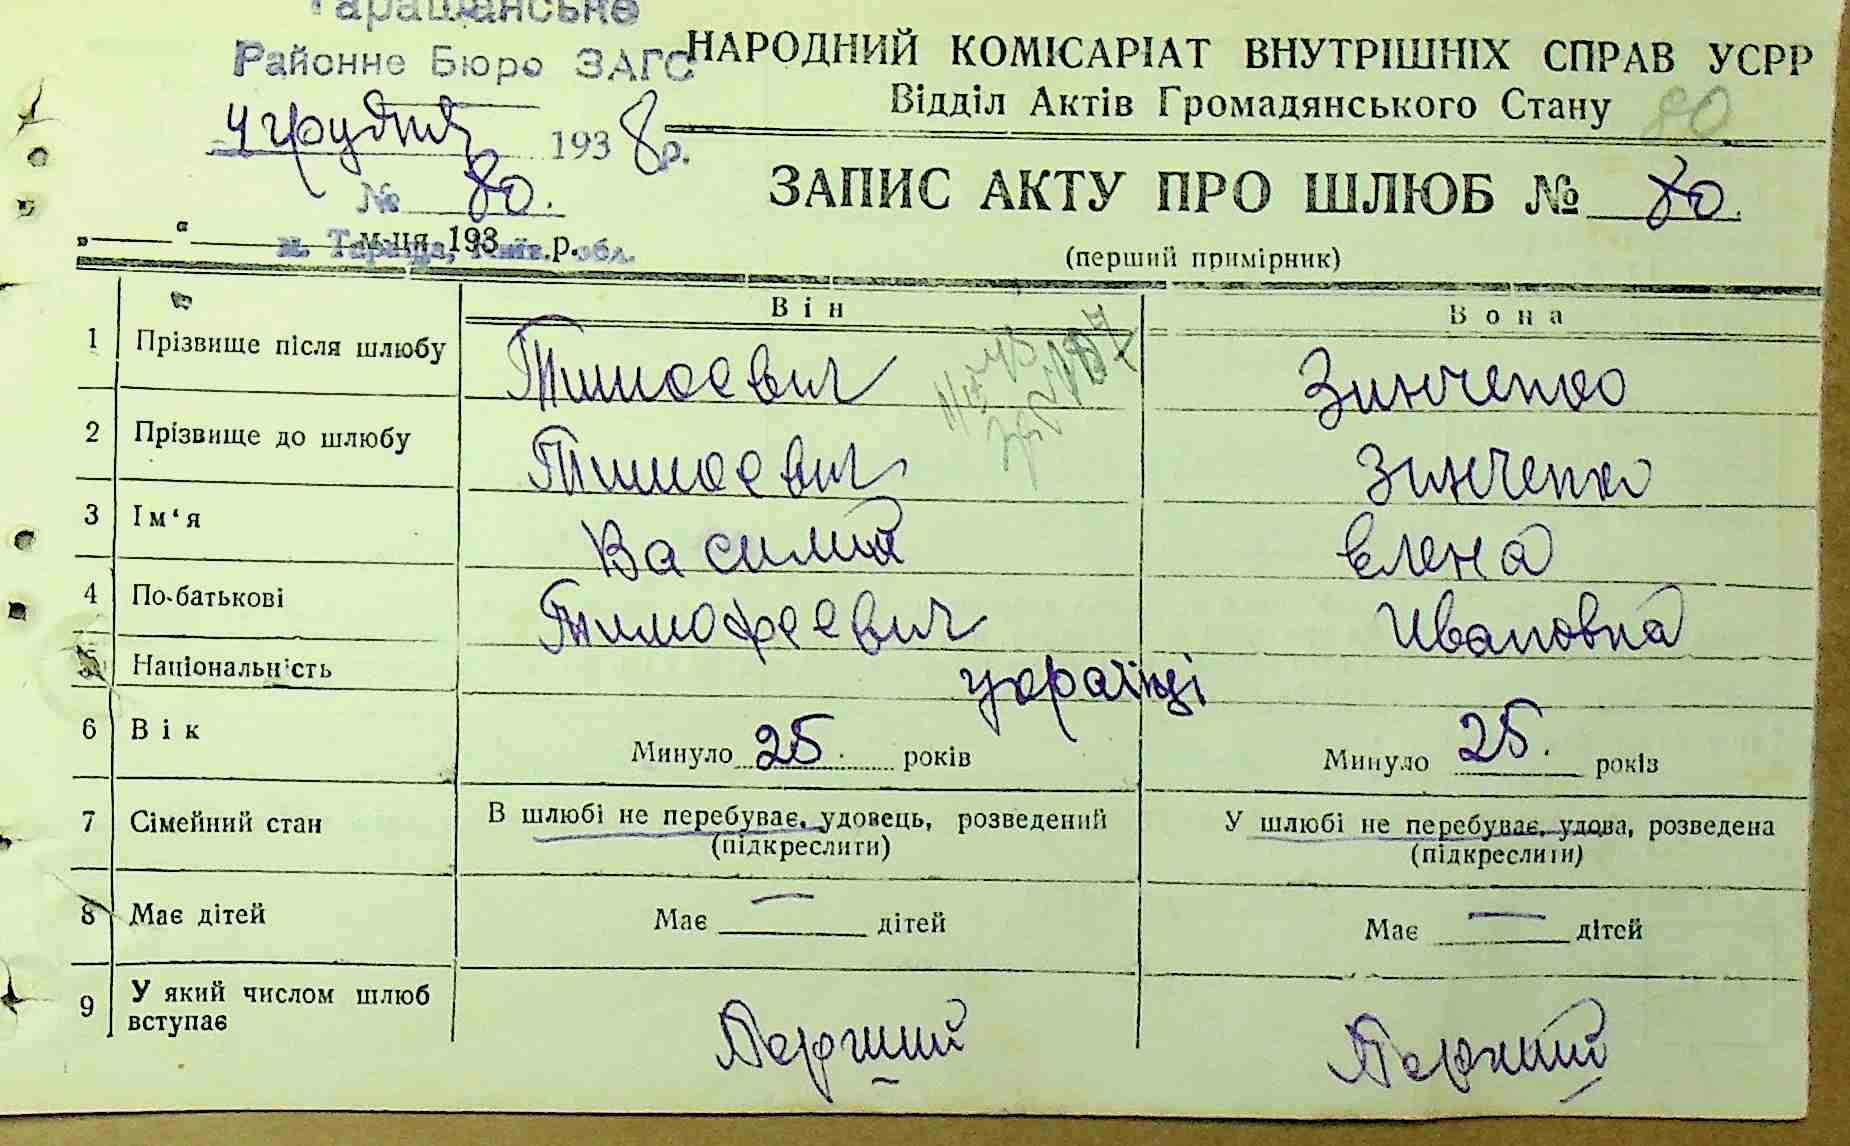 Таращанське
Районне Бюро ЗАГС
4 грудня 1938р.
№ 80.
м. Тараща, Київ. обл.
„ “ м-ця 193 р.
НАРОДНИЙ КОМІСАРІАТ ВНУТРІШНІХ СПРАВ УСРР
Відділ Актів Громадянського Стану 80
ЗАПИС АКТУ ПРО ШЛЮБ № 80.
(перший примірник)
Він Вона
1 Прізвище після шлюбу Тимоевич Зинченко
2 Прізвище до шлюбу Тимоевич Зинченко
3 Ім‘я Василий Елена
4 По-батькові Тимофеевич Ивановна
5 Національність українці
6 Вік Минуло 25. років Минуло 25. років
7 Сімейний стан В шлюбі не перебуває, удовець, розведений У шлюбі не перебуває, удова, розведена
(підкреслити) (підкреслити)
8 Має дітей Має — дітей Має — дітей
9 У який числом шлюб вступає Перший Перший